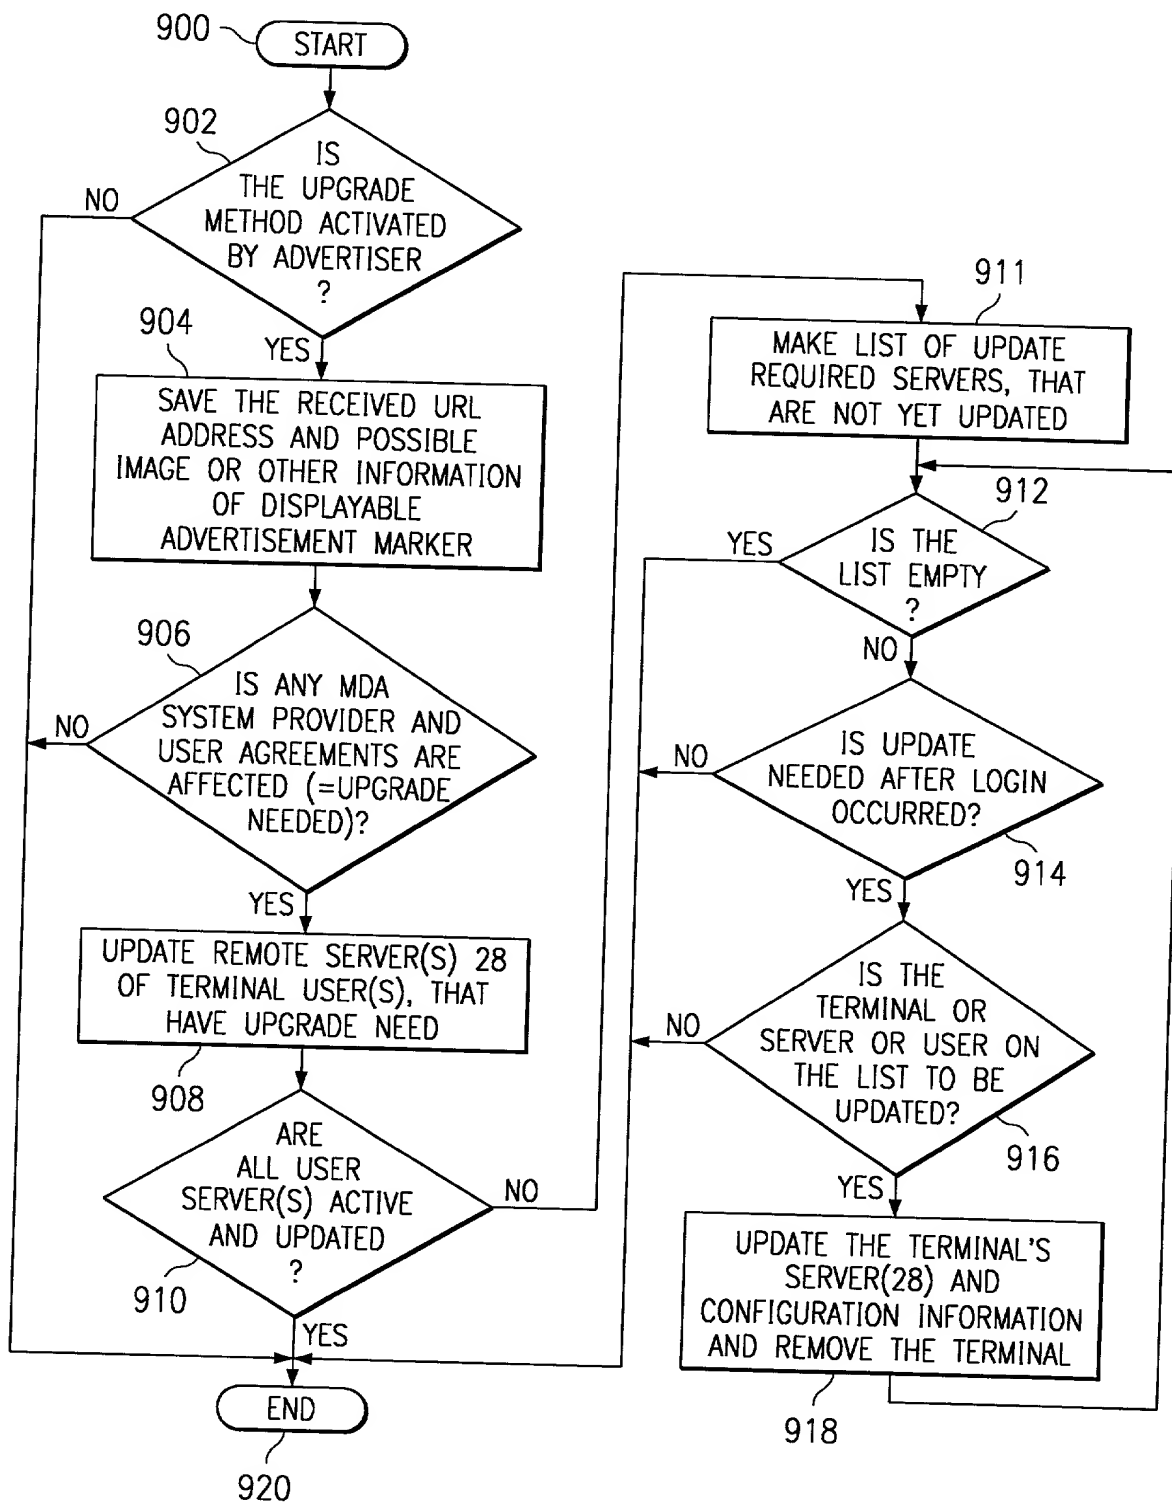 900
START
902
IS
THE UPGRADE
METHOD ACTIVATED
BY ADVERTISER
?
NO
YES
904
SAVE THE RECEIVED URL
ADDRESS AND POSSIBLE
IMAGE OR OTHER INFORMATION
OF DISPLAYABLE
ADVERTISEMENT MARKER
906
IS ANY MDA
SYSTEM PROVIDER AND
USER AGREEMENTS ARE
AFFECTED (=UPGRADE
NEEDED)?
NO
YES
UPDATE REMOTE SERVER(S) 28
OF TERMINAL USER(S), THAT
HAVE UPGRADE NEED
908
ARE
ALL USER
SERVER(S) ACTIVE
AND UPDATED
?
NO
910
YES
END
920
911
MAKE LIST OF UPDATE
REQUIRED SERVERS, THAT
ARE NOT YET UPDATED
912
YES
IS THE
LIST EMPTY
?
NO
IS UPDATE
NEEDED AFTER LOGIN
OCCURRED?
NO
914
YES
IS THE
TERMINAL OR
SERVER OR USER ON
THE LIST TO BE
UPDATED?
NO
916
YES
UPDATE THE TERMINAL'S
SERVER(28) AND
CONFIGURATION INFORMATION
AND REMOVE THE TERMINAL
918